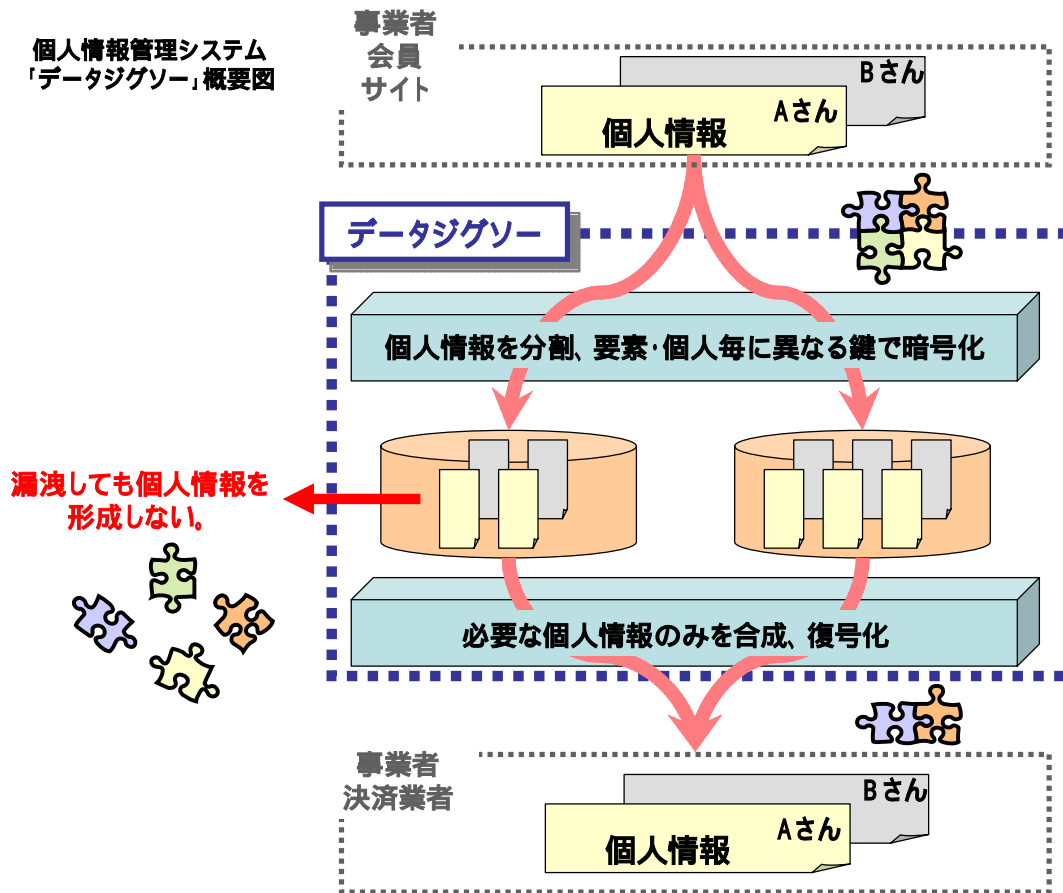 個人情報管理システム
「データジグソー」概要図
事業者
会員
サイト
Bさん
Aさん
個人情報
データジグソー
個人情報を分割、要素・個人毎に異なる鍵で暗号化
漏洩しても個人情報を
形成しない。
必要な個人情報のみを合成、復号化
事業者
決済業者
Bさん
Aさん
個人情報